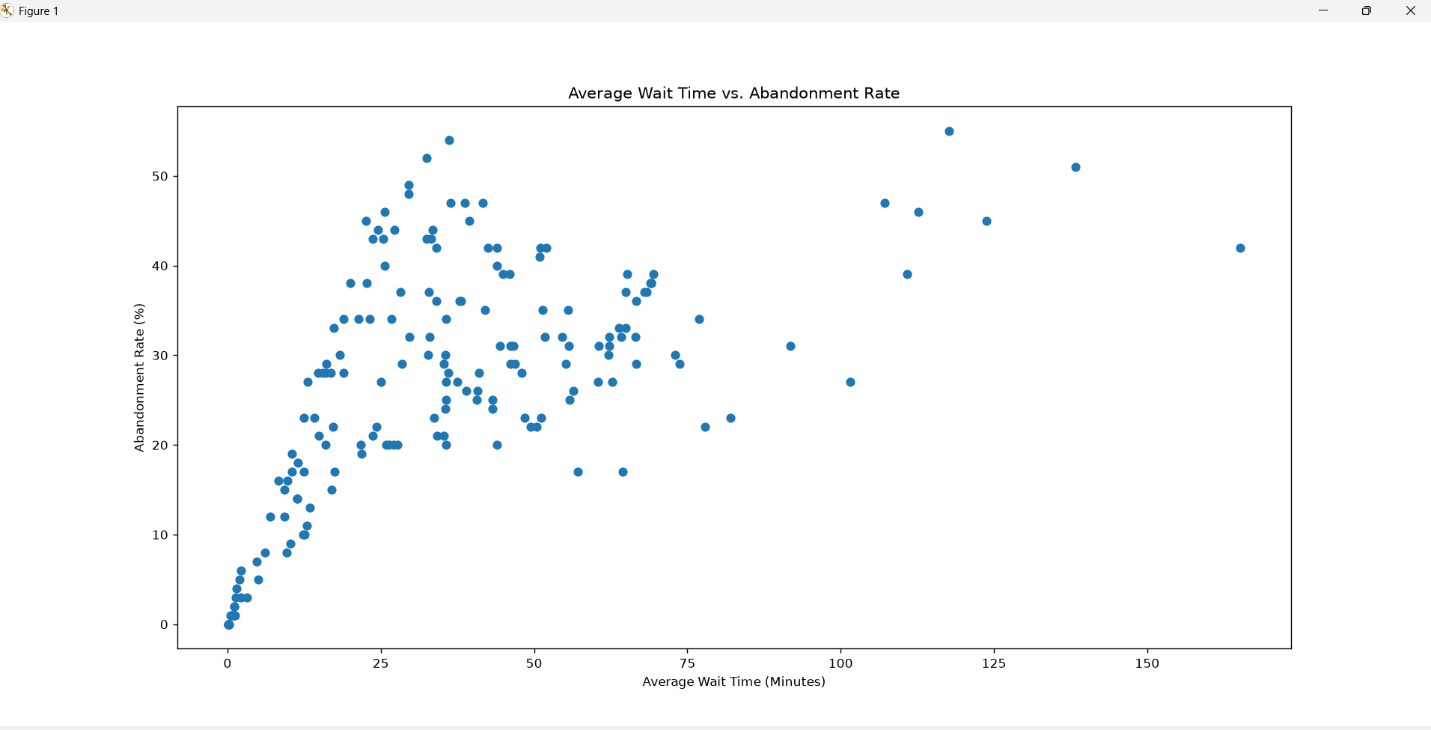 Figure 1
Average Wait Time vs. Abandonment Rate
Abandonment Rate (%)
50
40
30
20
10
0
0 25 50 75 100 125 150
Average Wait Time (Minutes)